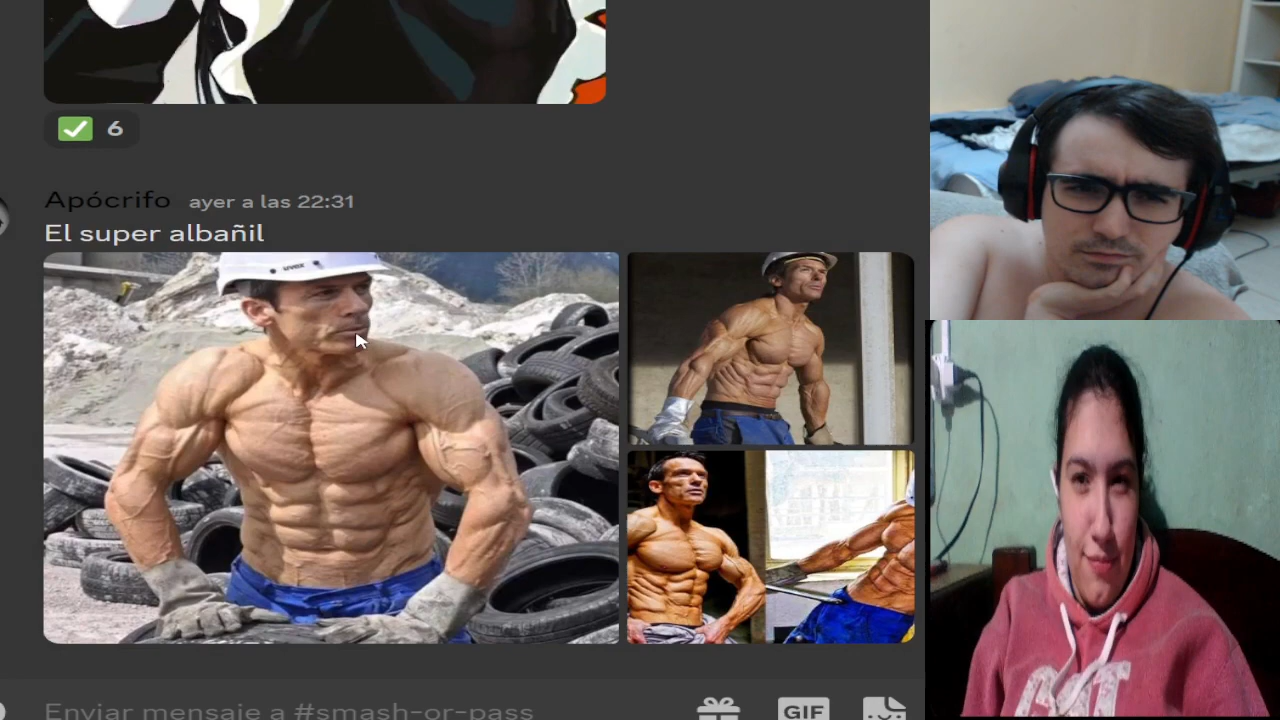 6
Apócrifo ayer a las 22:31
El super albañil
uvex
Enviar mensaje a #smash-or-pass
GIF